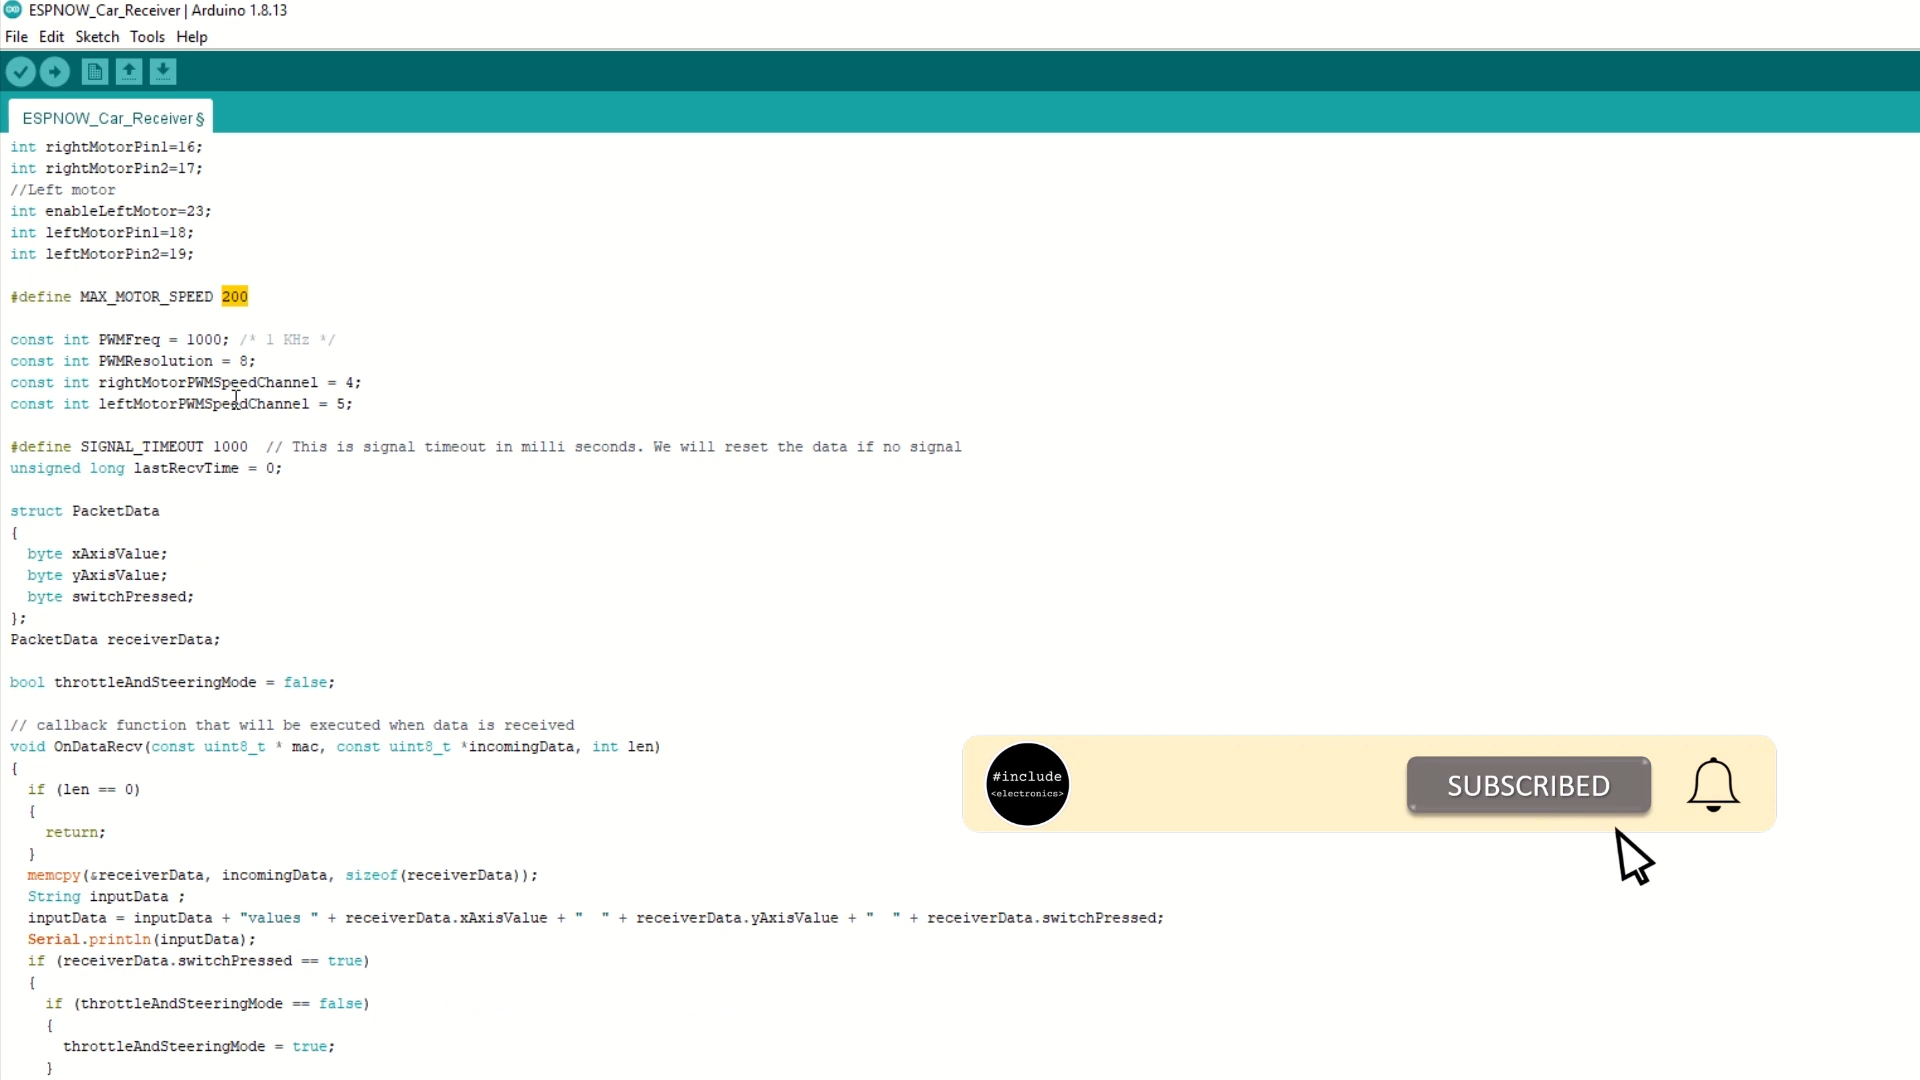 ESPNOW_Car_Receiver | Arduino 1.8.13
File Edit Sketch Tools Help
ESPNOW_Car_Receiver §
int rightMotorPin1=16;
int rightMotorPin2=17;
//Left motor
int enableLeftMotor=23;
int leftMotorPin1=18;
int leftMotorPin2=19;
#define MAX_MOTOR_SPEED 200
const int PWMFreq = 1000; /* 1 KHz */
const int PWMResolution = 8;
const int rightMotorPWMSpeedChannel = 4;
const int leftMotorPWMSpeedChannel = 5;
#define SIGNAL_TIMEOUT 1000  // This is signal timeout in milli seconds. We will reset the data if no signal
unsigned long lastRecvTime = 0;
struct PacketData
{
  byte xAxisValue;
  byte yAxisValue;
  byte switchPressed;
};
PacketData receiverData;
bool throttleAndSteeringMode = false;
// callback function that will be executed when data is received
void OnDataRecv(const uint8_t * mac, const uint8_t *incomingData, int len)
{
  if (len == 0)
  {
    return;
  }
  memcpy(&receiverData, incomingData, sizeof(receiverData));
  String inputData ;
  inputData = inputData + "values " + receiverData.xAxisValue + "  " + receiverData.yAxisValue + "  " + receiverData.switchPressed;
  Serial.println(inputData);
  if (receiverData.switchPressed == true)
  {
    if (throttleAndSteeringMode == false)
    {
      throttleAndSteeringMode = true;
    }
#include
<electronics>
SUBSCRIBED